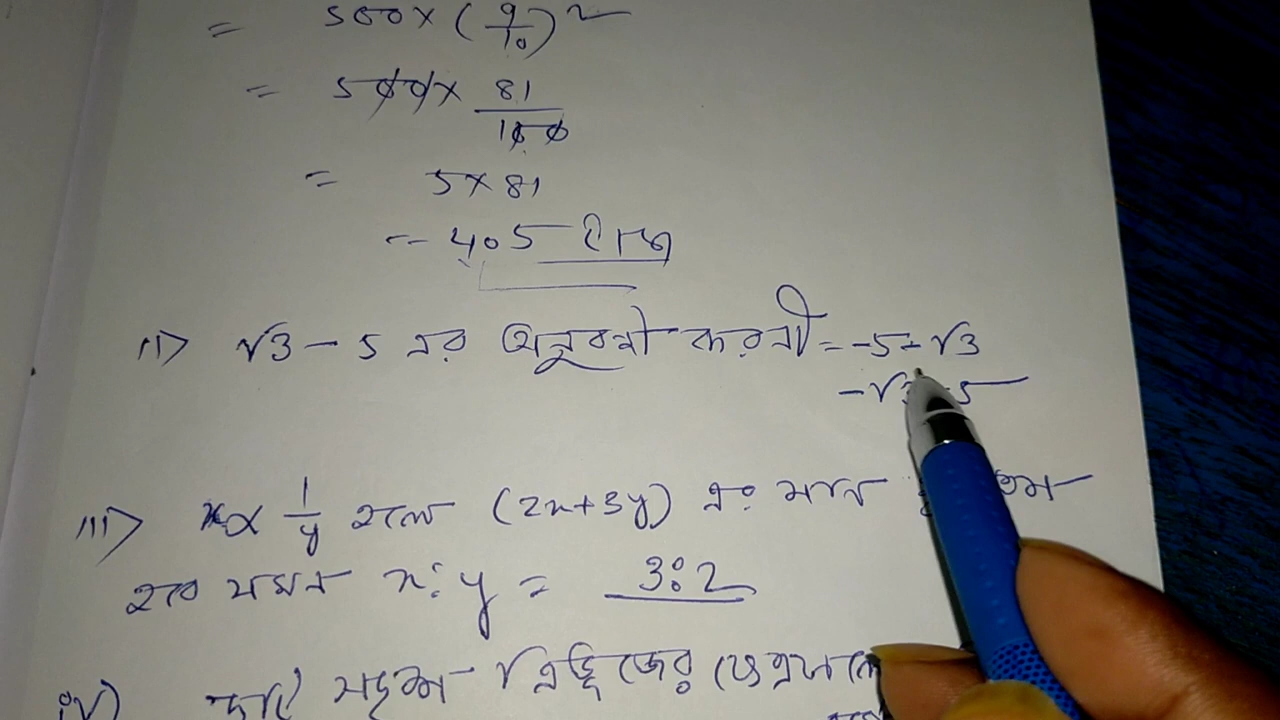 = 500 × (9/10)²
= 500 × 81/100
= 5 × 81
= 405 টাকা
ii) √3 - 5 এর অনুবন্ধী করণী = -5 - √3
-√3 - 5
iii) x ∝ 1/y হলে (2x+3y) এর মান
হবে যখন x : y = 3:2
iv) দুটি সদৃশ ত্রিভুজের